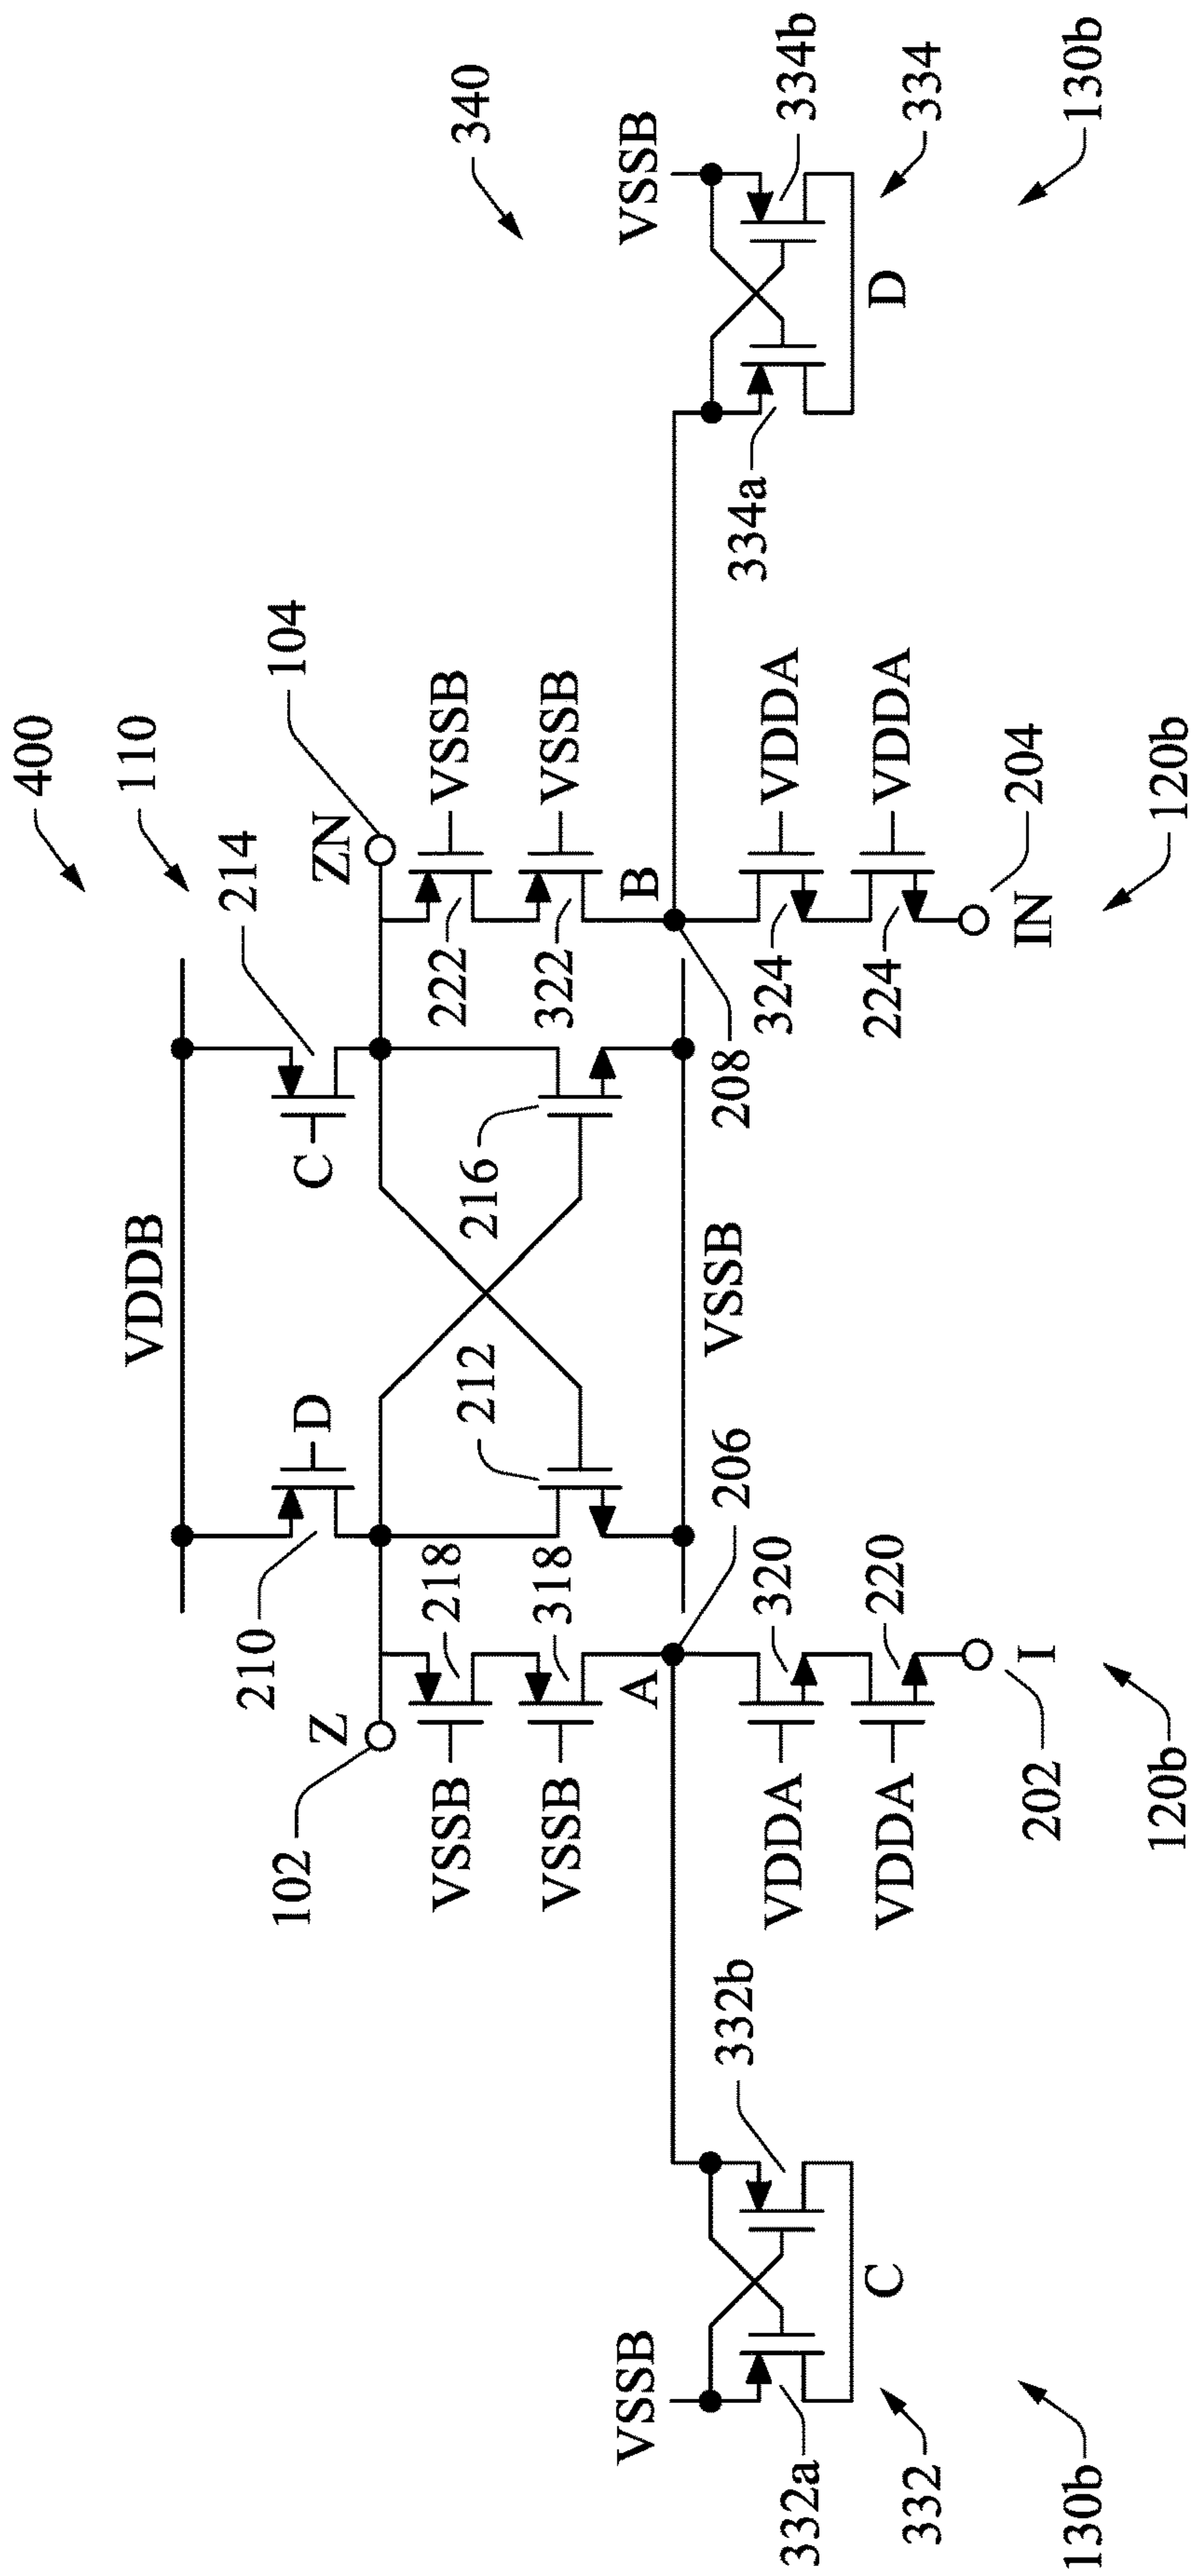 400
110
340
VDDB
102
Z
210
D
C
214
ZN
104
VSSB
218
VSSB
318
212
216
222
VSSB
322
VSSB
VSSB
A
206
VSSB
208
B
VSSB
332a
332b
C
332
130b
VDDA
320
VDDA
220
202
I
120b
324
VDDA
224
VDDA
204
IN
120b
334a
334b
D
334
130b